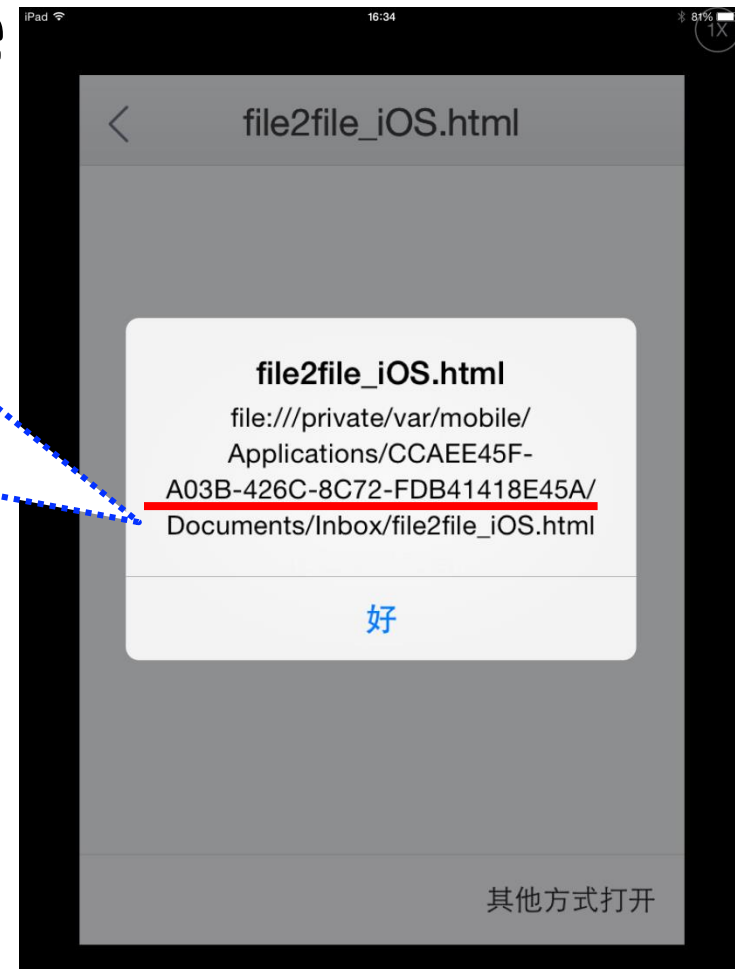 iPad 16:34 81%
1X
file2file_iOS.html
file2file_iOS.html
file:///private/var/mobile/
Applications/CCAEE45F-
A03B-426C-8C72-FDB41418E45A/
Documents/Inbox/file2file_iOS.html
好
其他方式打开